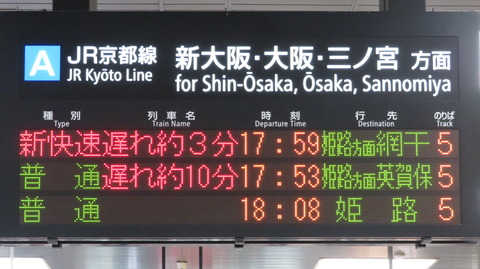 A JR京都線 新大阪・大阪・三ノ宮 方面
JR Kyōto Line for Shin-Ōsaka, Ōsaka, Sannomiya
種別 列車名 時刻 行先 のりば
Type Train Name Departure Time Destination Track
新快速 遅れ約3分 17:59 姫路方面網干 5
普通 遅れ約10分 17:53 姫路方面英賀保 5
普通 18:08 姫路 5